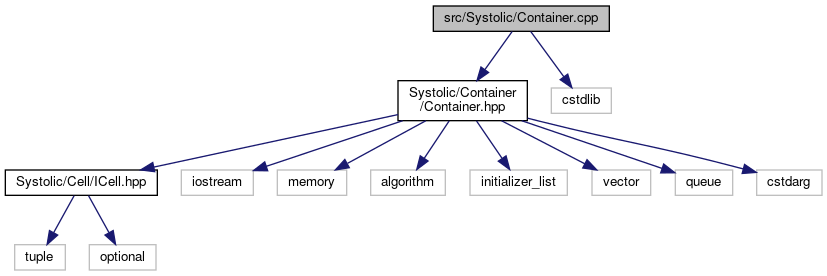 src/Systolic/Container.cpp
Systolic/Container
/Container.hpp
cstdlib
Systolic/Cell/ICell.hpp
iostream
memory
algorithm
initializer_list
vector
queue
cstdarg
tuple
optional